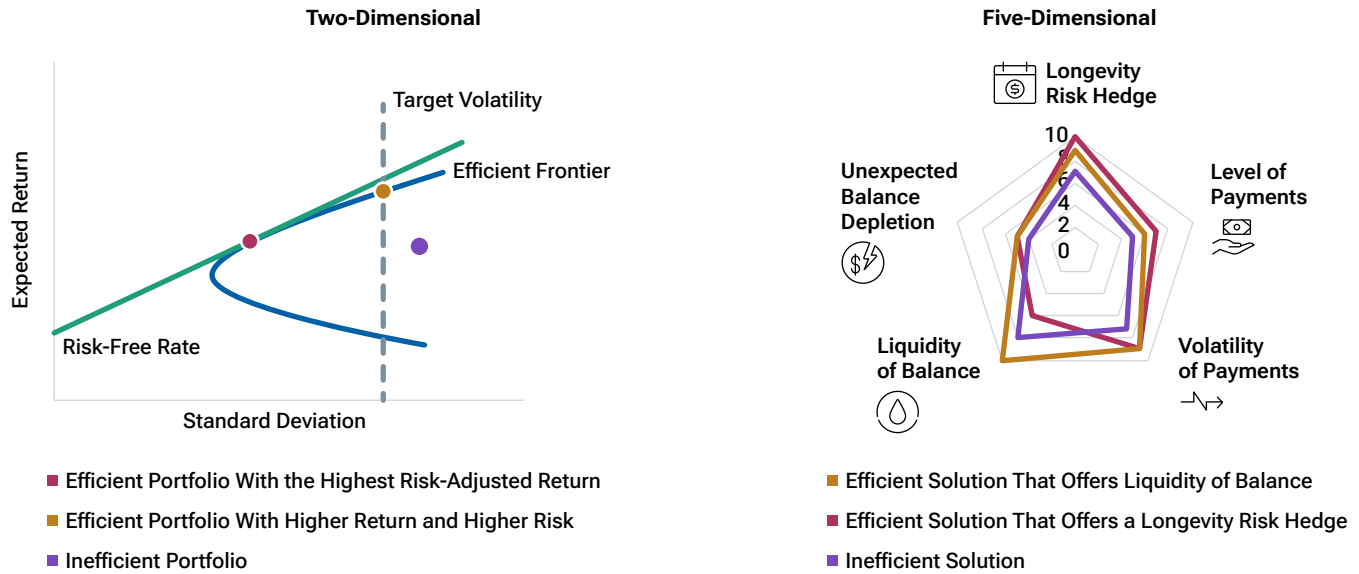 Two-Dimensional
Expected Return
Target Volatility
Efficient Frontier
Risk-Free Rate
Standard Deviation
■ Efficient Portfolio With the Highest Risk-Adjusted Return
■ Efficient Portfolio With Higher Return and Higher Risk
■ Inefficient Portfolio
Five-Dimensional
Longevity
Risk Hedge
10
8
6
4
2
0
Level of
Payments
Volatility
of Payments
Liquidity
of Balance
Unexpected
Balance
Depletion
■ Efficient Solution That Offers Liquidity of Balance
■ Efficient Solution That Offers a Longevity Risk Hedge
■ Inefficient Solution